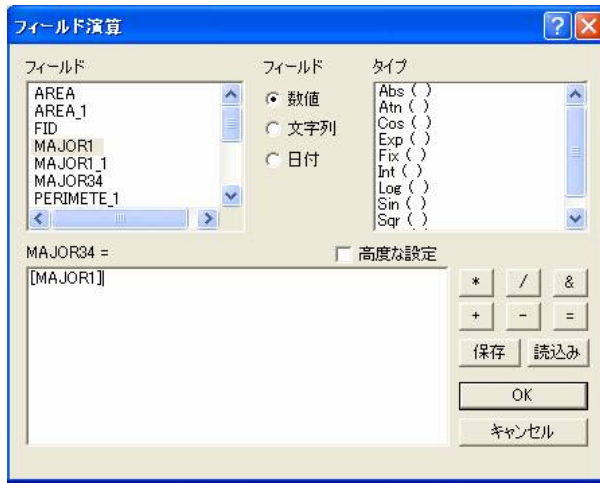 フィールド演算
フィールド
フィールド
タイプ
AREA
AREA_1
FID
MAJOR1
MAJOR1_1
MAJOR34
PERIMETE_1
数値
文字列
日付
Abs ( )
Atn ( )
Cos ( )
Exp ( )
Fix ( )
Int ( )
Log ( )
Sin ( )
Sqr ( )
MAJOR34 =
高度な設定
[MAJOR1]
* / &
+ - =
保存 読込み
OK
キャンセル